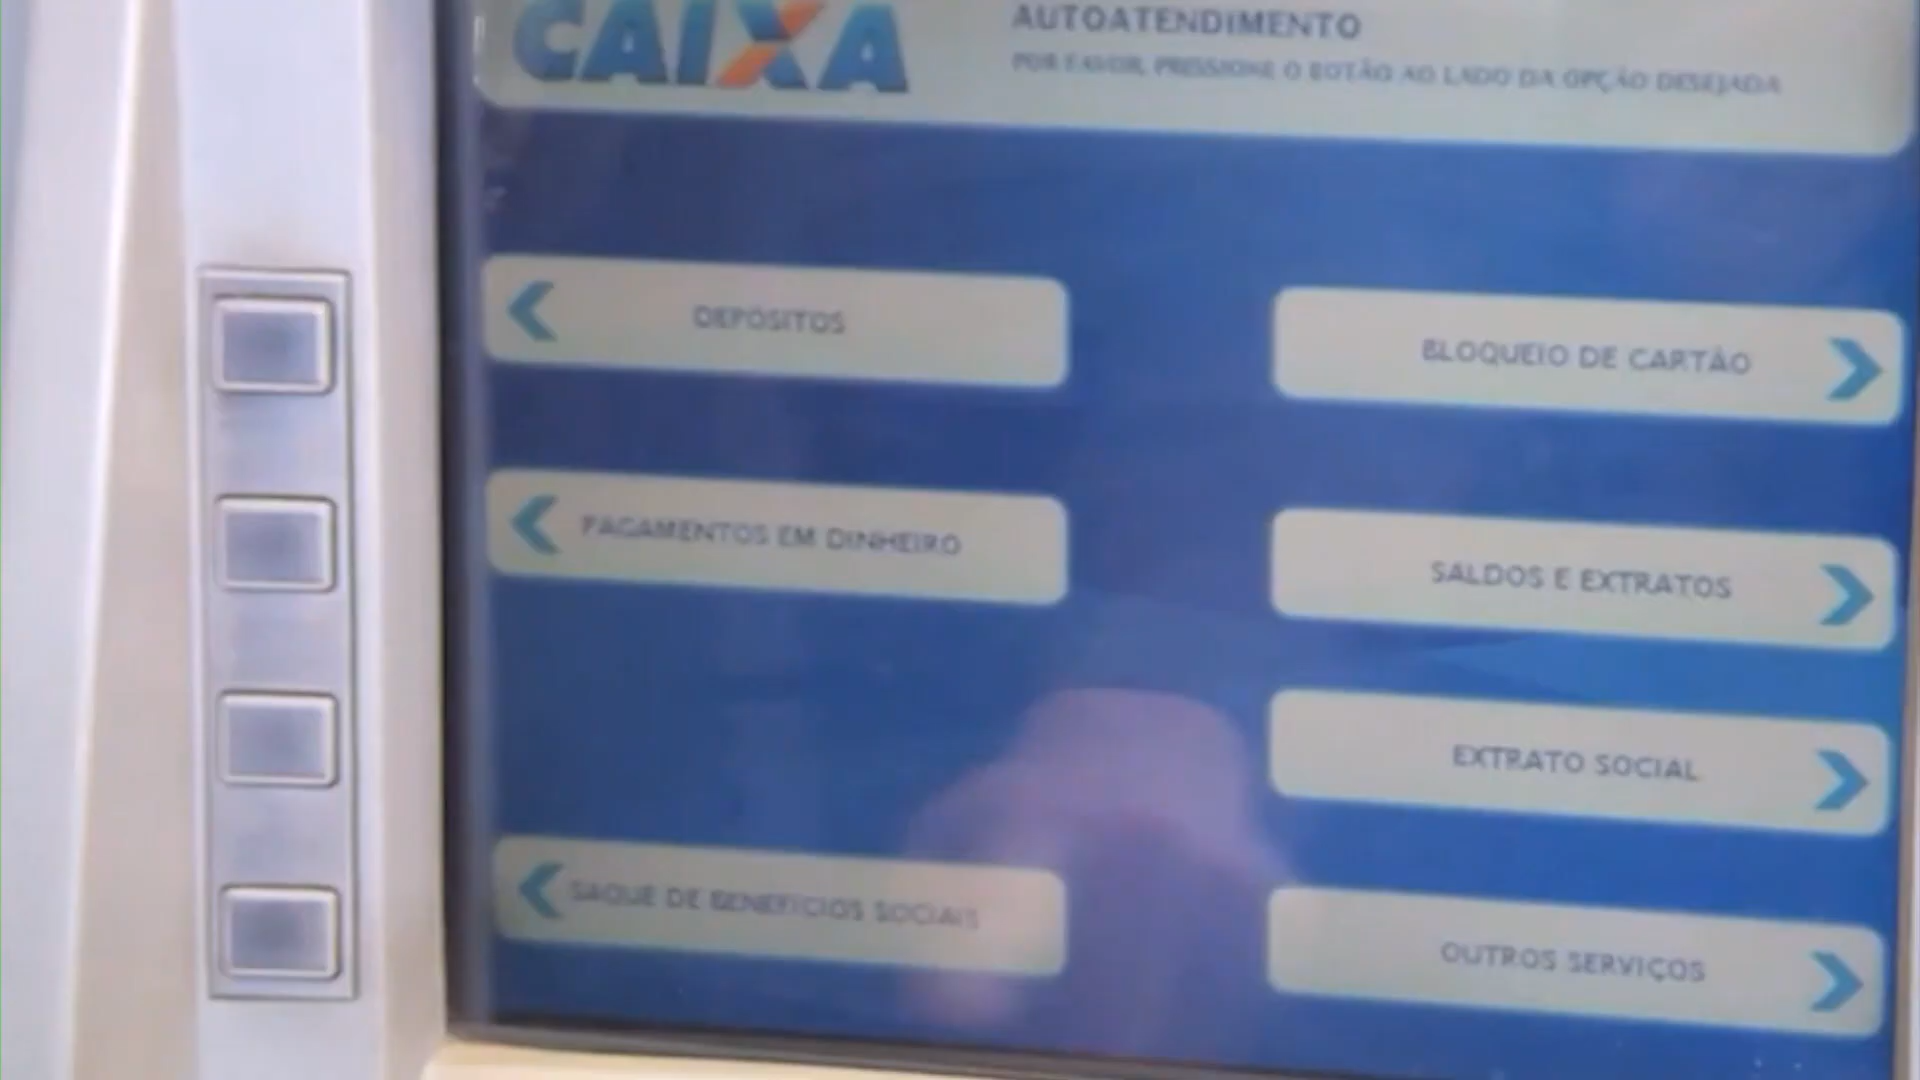 CAIXA
AUTOATENDIMENTO
POR FAVOR, PRESSIONE O BOTÃO AO LADO DA OPÇÃO DESEJADA
DEPÓSITOS
BLOQUEIO DE CARTÃO
PAGAMENTOS EM DINHEIRO
SALDOS E EXTRATOS
EXTRATO SOCIAL
SAQUE DE BENEFÍCIOS SOCIAIS
OUTROS SERVIÇOS